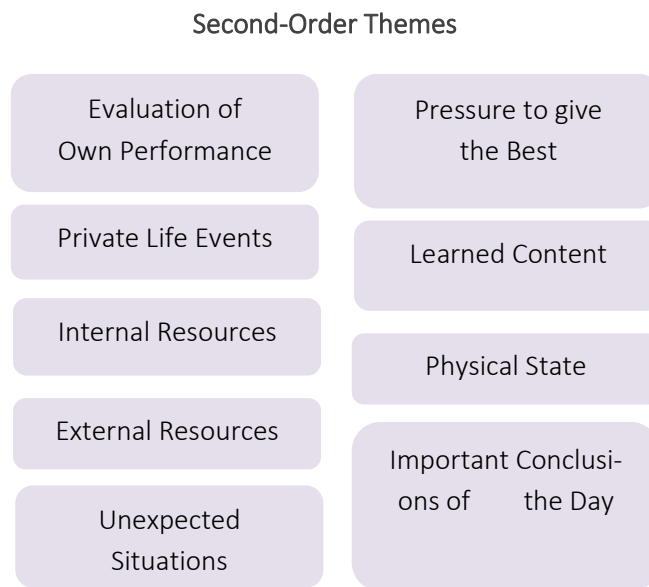 Second-Order Themes
Evaluation of
Own Performance
Private Life Events
Internal Resources
External Resources
Unexpected
Situations
Pressure to give
the Best
Learned Content
Physical State
Important Conclusi-
ons of the Day